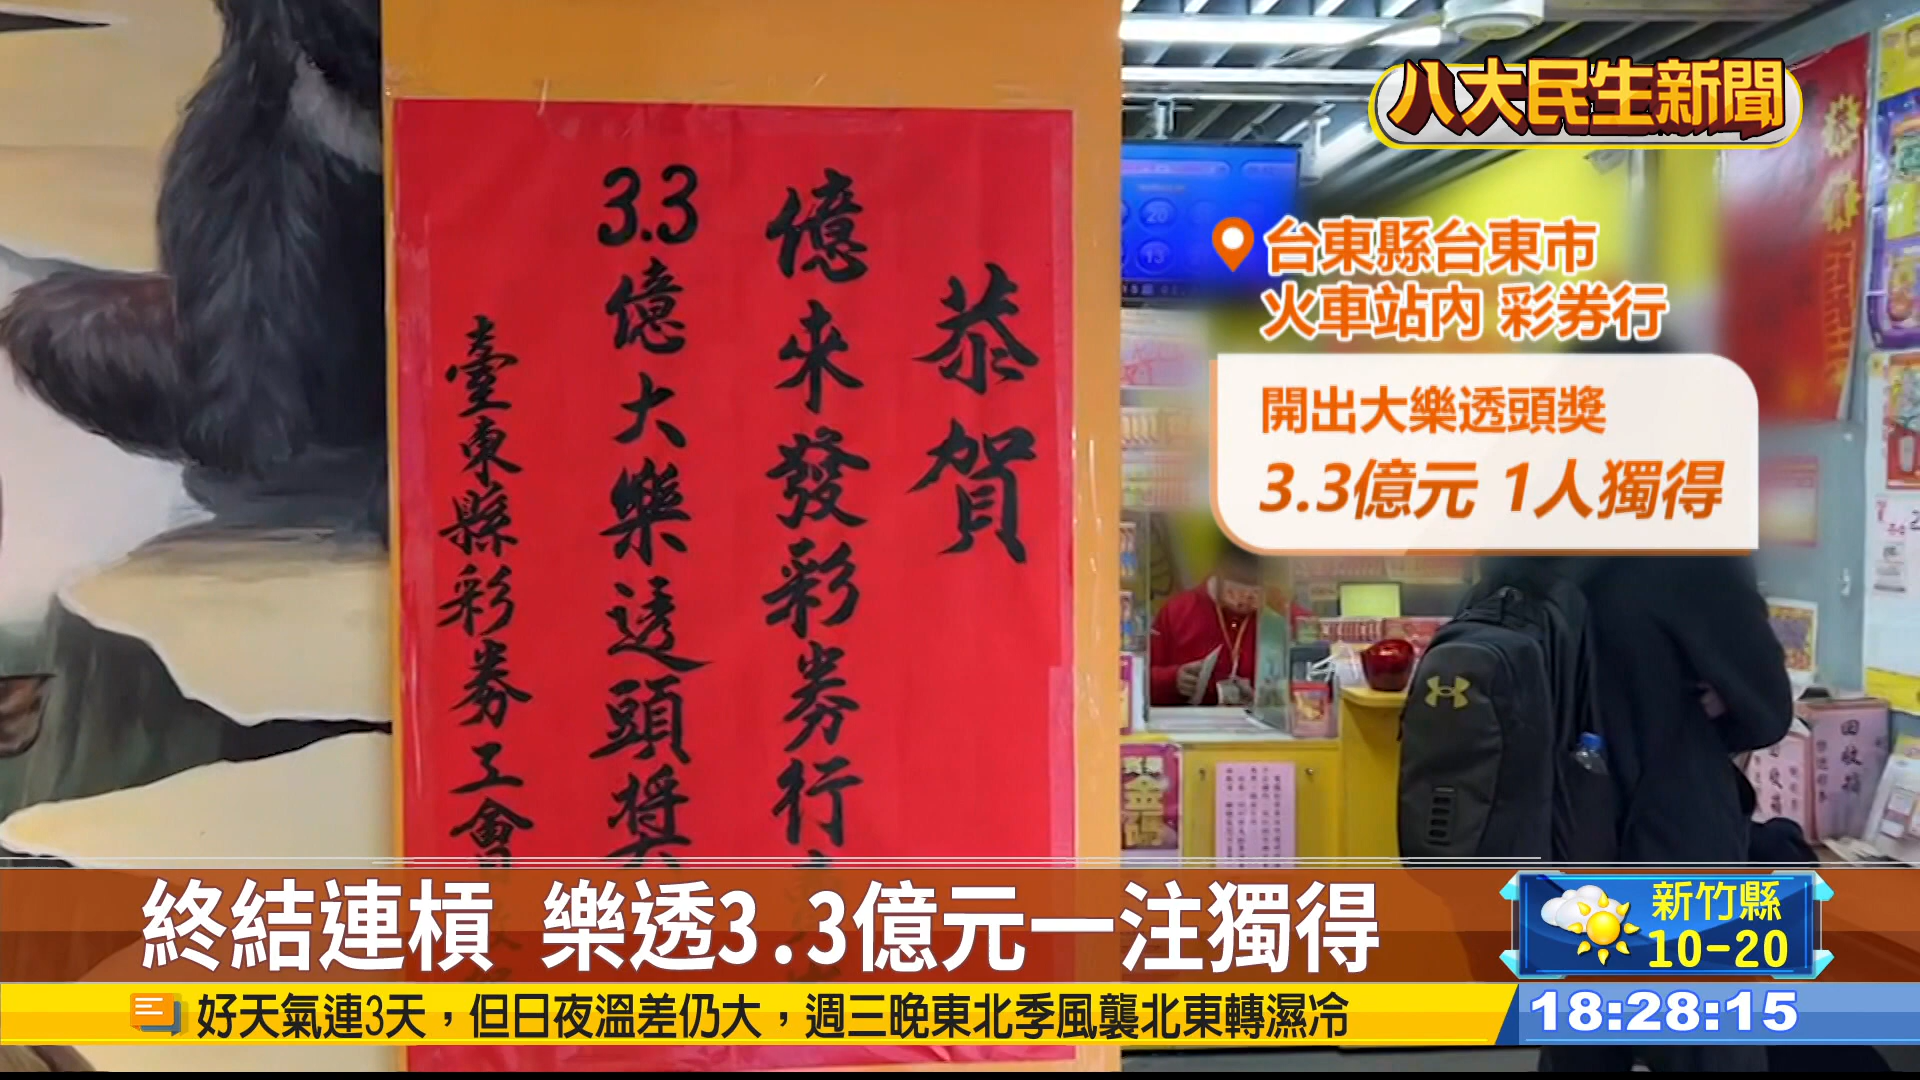 八大民生新聞
台東縣台東市
火車站內 彩券行
開出大樂透頭獎
3.3億元 1人獨得
恭賀
億來發彩券行
3.3億大樂透頭獎
臺東縣彩券工會
金碼
回收箱
終結連槓 樂透3.3億元一注獨得
新竹縣
10-20
好天氣連3天，但日夜溫差仍大，週三晚東北季風襲北東轉濕冷
18:28:15